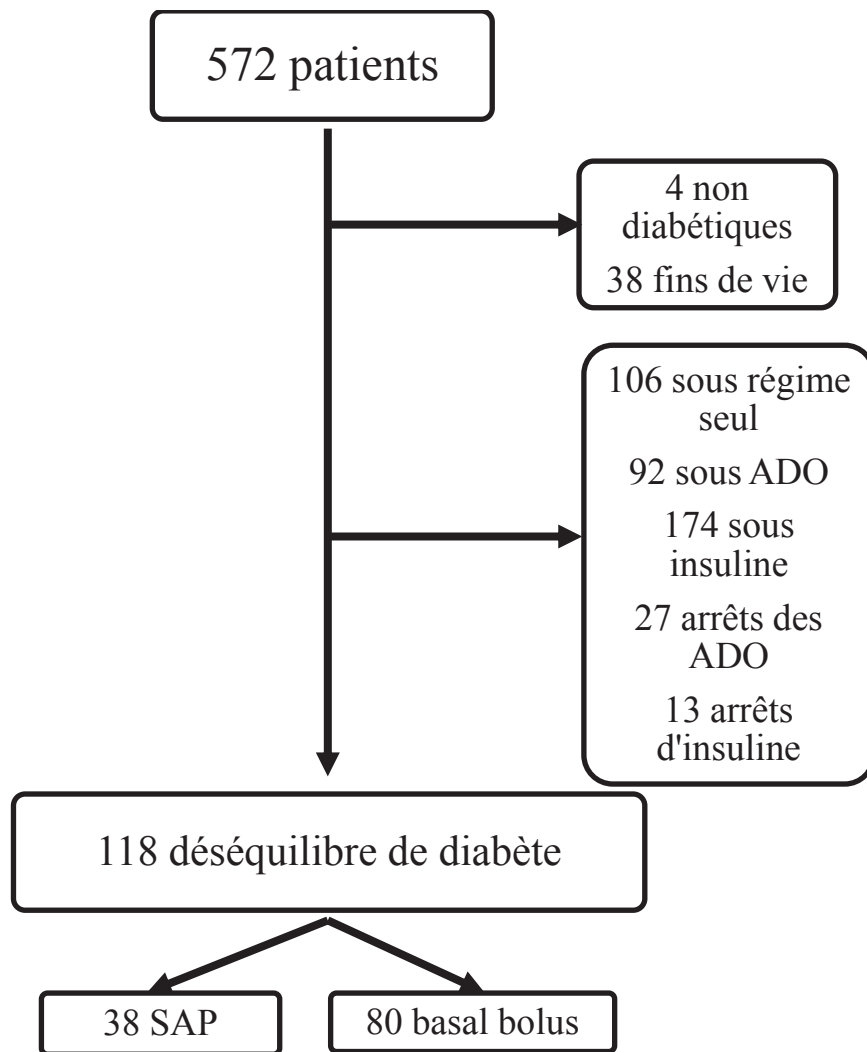 572 patients
4 non
diabétiques
38 fins de vie
106 sous régime
seul
92 sous ADO
174 sous
insuline
27 arrêts des
ADO
13 arrêts
d'insuline
118 déséquilibre de diabète
38 SAP
80 basal bolus